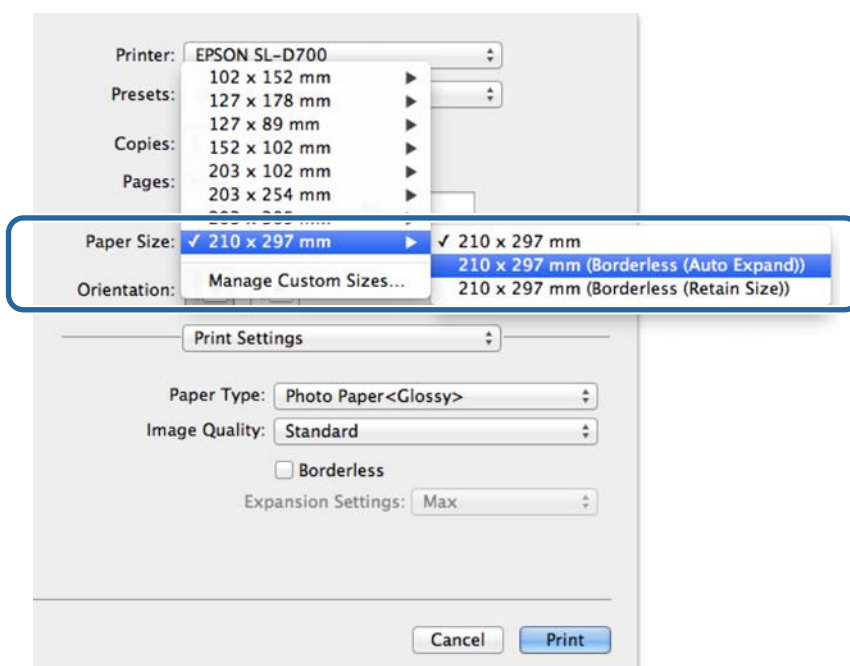 Printer: EPSON SL-D700
102 x 152 mm
Presets:
127 x 178 mm
127 x 89 mm
Copies:
152 x 102 mm
203 x 102 mm
Pages:
203 x 254 mm
Paper Size: ✓ 210 x 297 mm ✓ 210 x 297 mm
210 x 297 mm (Borderless (Auto Expand))
Orientation: Manage Custom Sizes... 210 x 297 mm (Borderless (Retain Size))
Print Settings
Paper Type: Photo Paper<Glossy>
Image Quality: Standard
Borderless
Expansion Settings: Max
Cancel Print